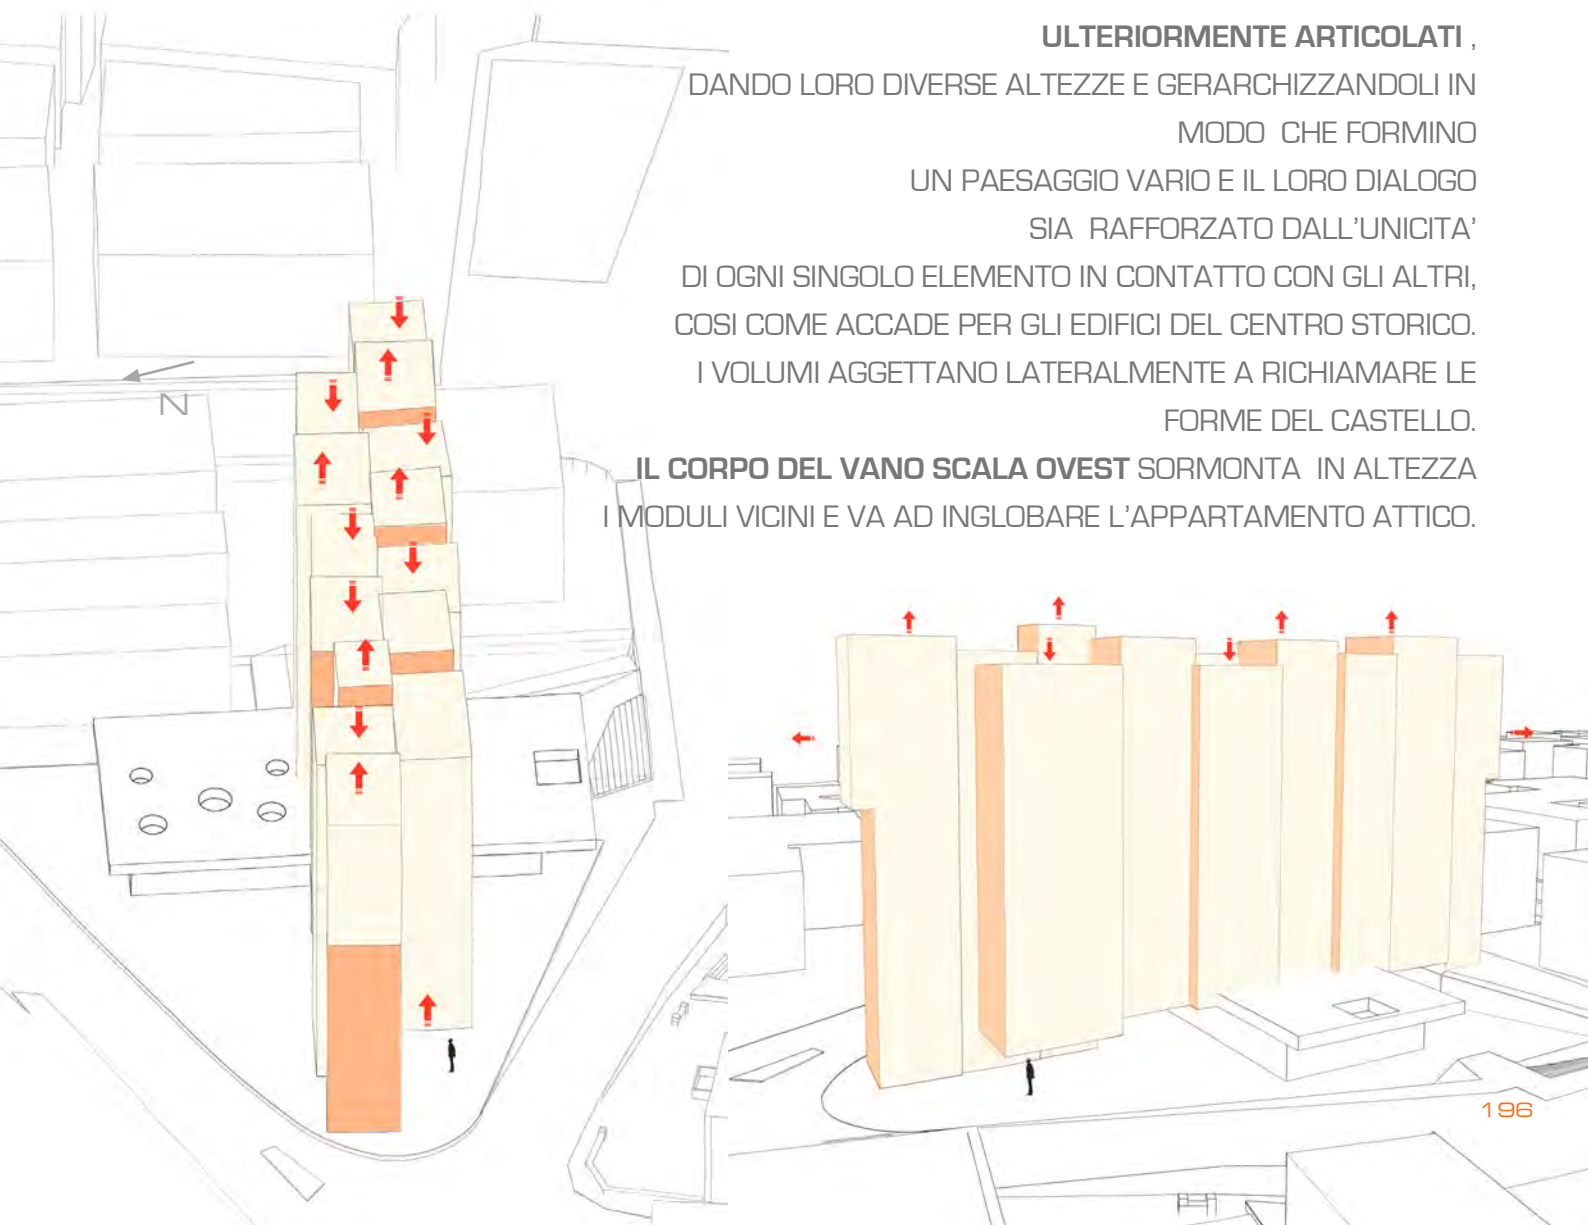 ULTERIORMENTE ARTICOLATI ,
DANDO LORO DIVERSE ALTEZZE E GERARCHIZZANDOLI IN
MODO CHE FORMINO
UN PAESAGGIO VARIO E IL LORO DIALOGO
SIA RAFFORZATO DALL'UNICITA'
DI OGNI SINGOLO ELEMENTO IN CONTATTO CON GLI ALTRI,
COSI COME ACCADE PER GLI EDIFICI DEL CENTRO STORICO.
I VOLUMI AGGETTANO LATERALMENTE A RICHIAMARE LE
FORME DEL CASTELLO.
IL CORPO DEL VANO SCALA OVEST SORMONTA IN ALTEZZA
I MODULI VICINI E VA AD INGLOBARE L'APPARTAMENTO ATTICO.
N
196